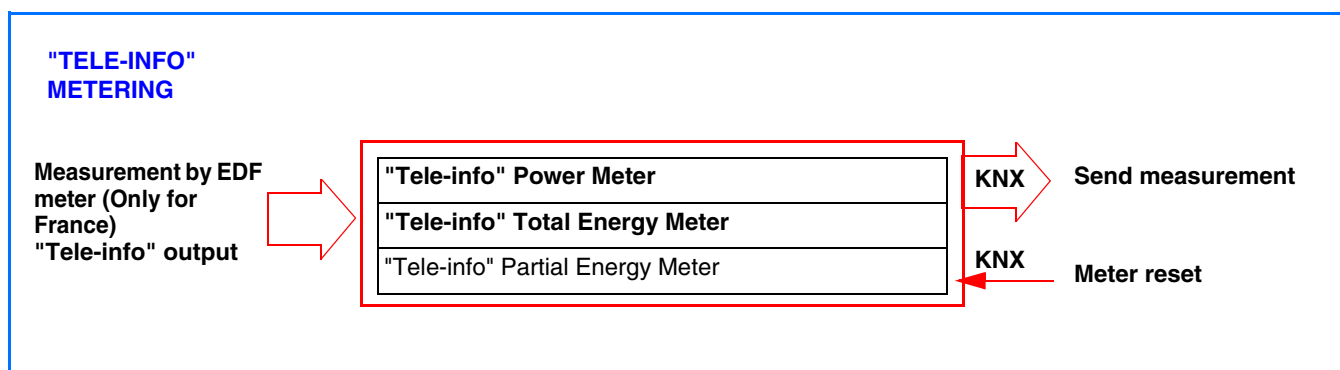 "TELE-INFO"
METERING
Measurement by EDF
meter (Only for
France)
"Tele-info" output
"Tele-info" Power Meter
"Tele-info" Total Energy Meter
"Tele-info" Partial Energy Meter
KNX
Send measurement
KNX
Meter reset